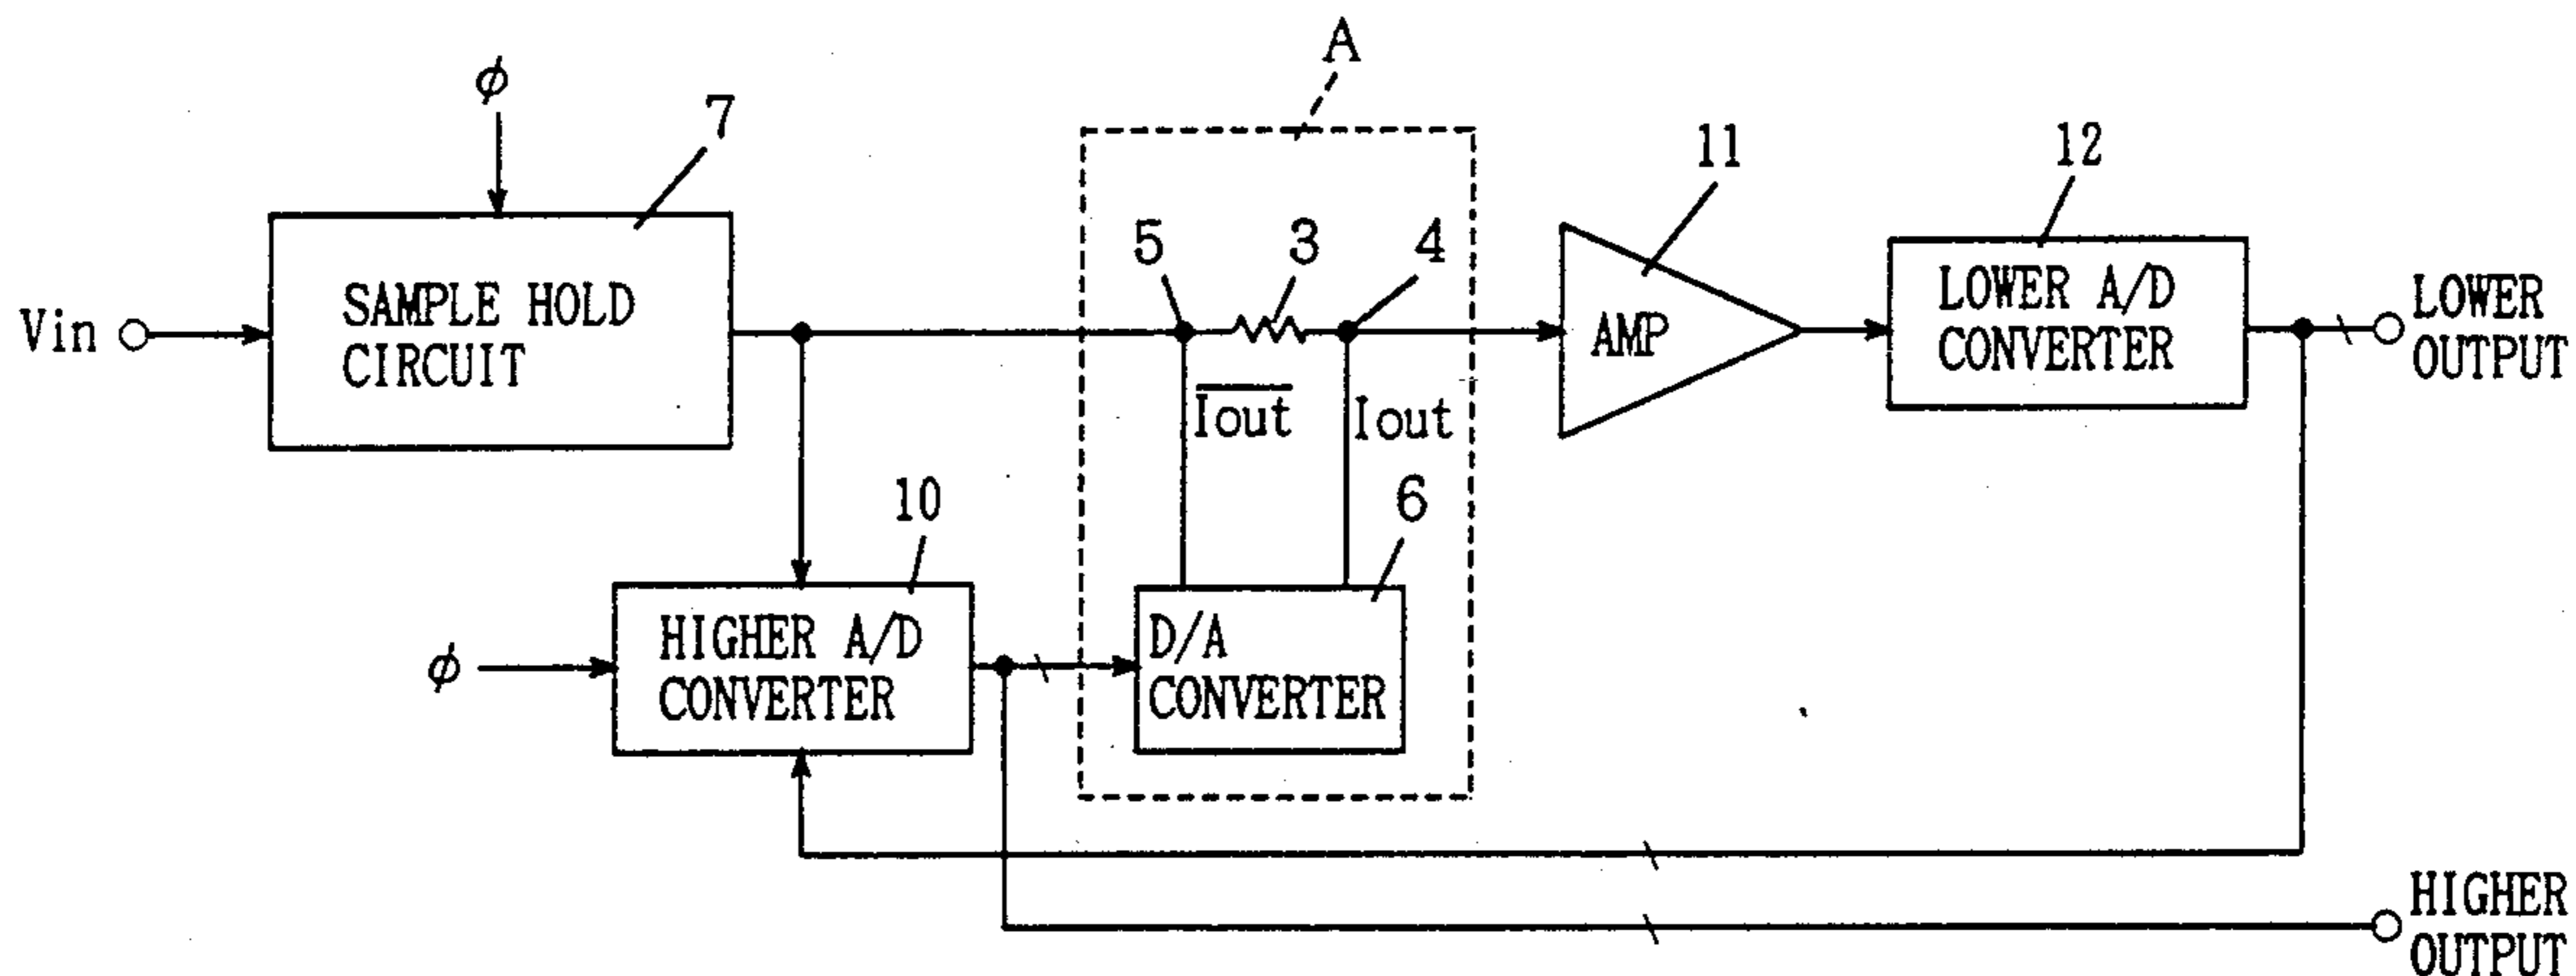 A
ϕ
7
11
12
5
3
4
Vin
SAMPLE HOLD
CIRCUIT
AMP
LOWER A/D
CONVERTER
LOWER
OUTPUT
I̅o̅u̅t̅
Iout
10
6
ϕ
HIGHER A/D
CONVERTER
D/A
CONVERTER
HIGHER
OUTPUT